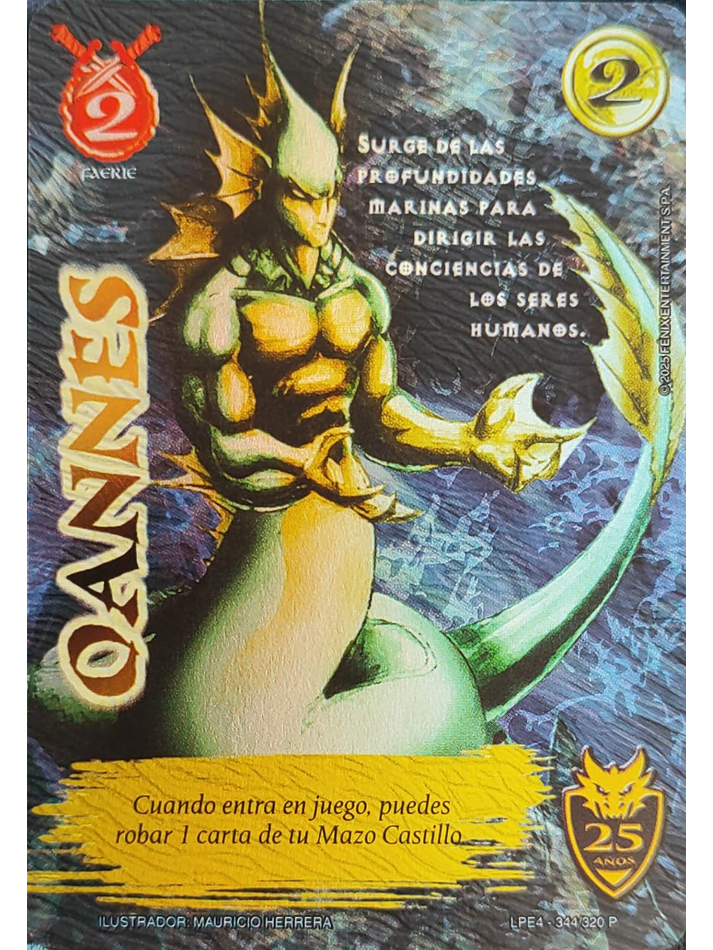 2
FAERIE
2
SURGE DE LAS
PROFUNDIDADES
MARINAS PARA
DIRIGIR LAS
CONCIENCIAS DE
LOS SERES
HUMANOS.
©2025 FENIXENTERTAINMENT S.PA
QANNES
Cuando entra en juego, puedes
robar 1 carta de tu Mazo Castillo
25
AÑOS
ILUSTRADOR: MAURICIO HERRERA
LPE4 - 344/320 P